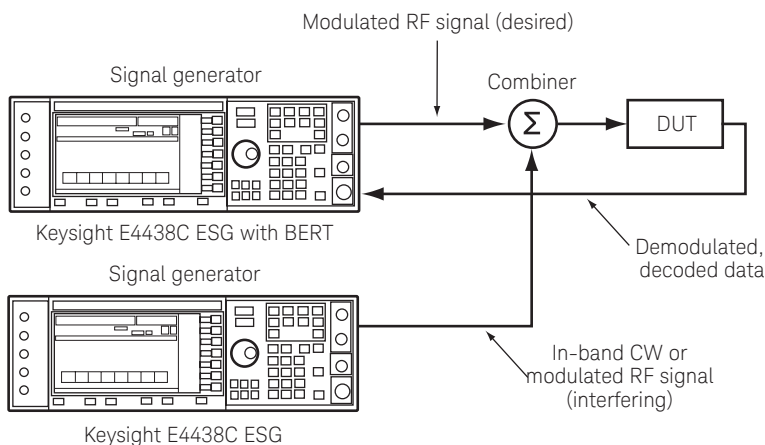 Modulated RF signal (desired)
Signal generator
Combiner
Σ
DUT
Keysight E4438C ESG with BERT
Demodulated,
decoded data
Signal generator
In-band CW or
modulated RF signal
(interfering)
Keysight E4438C ESG